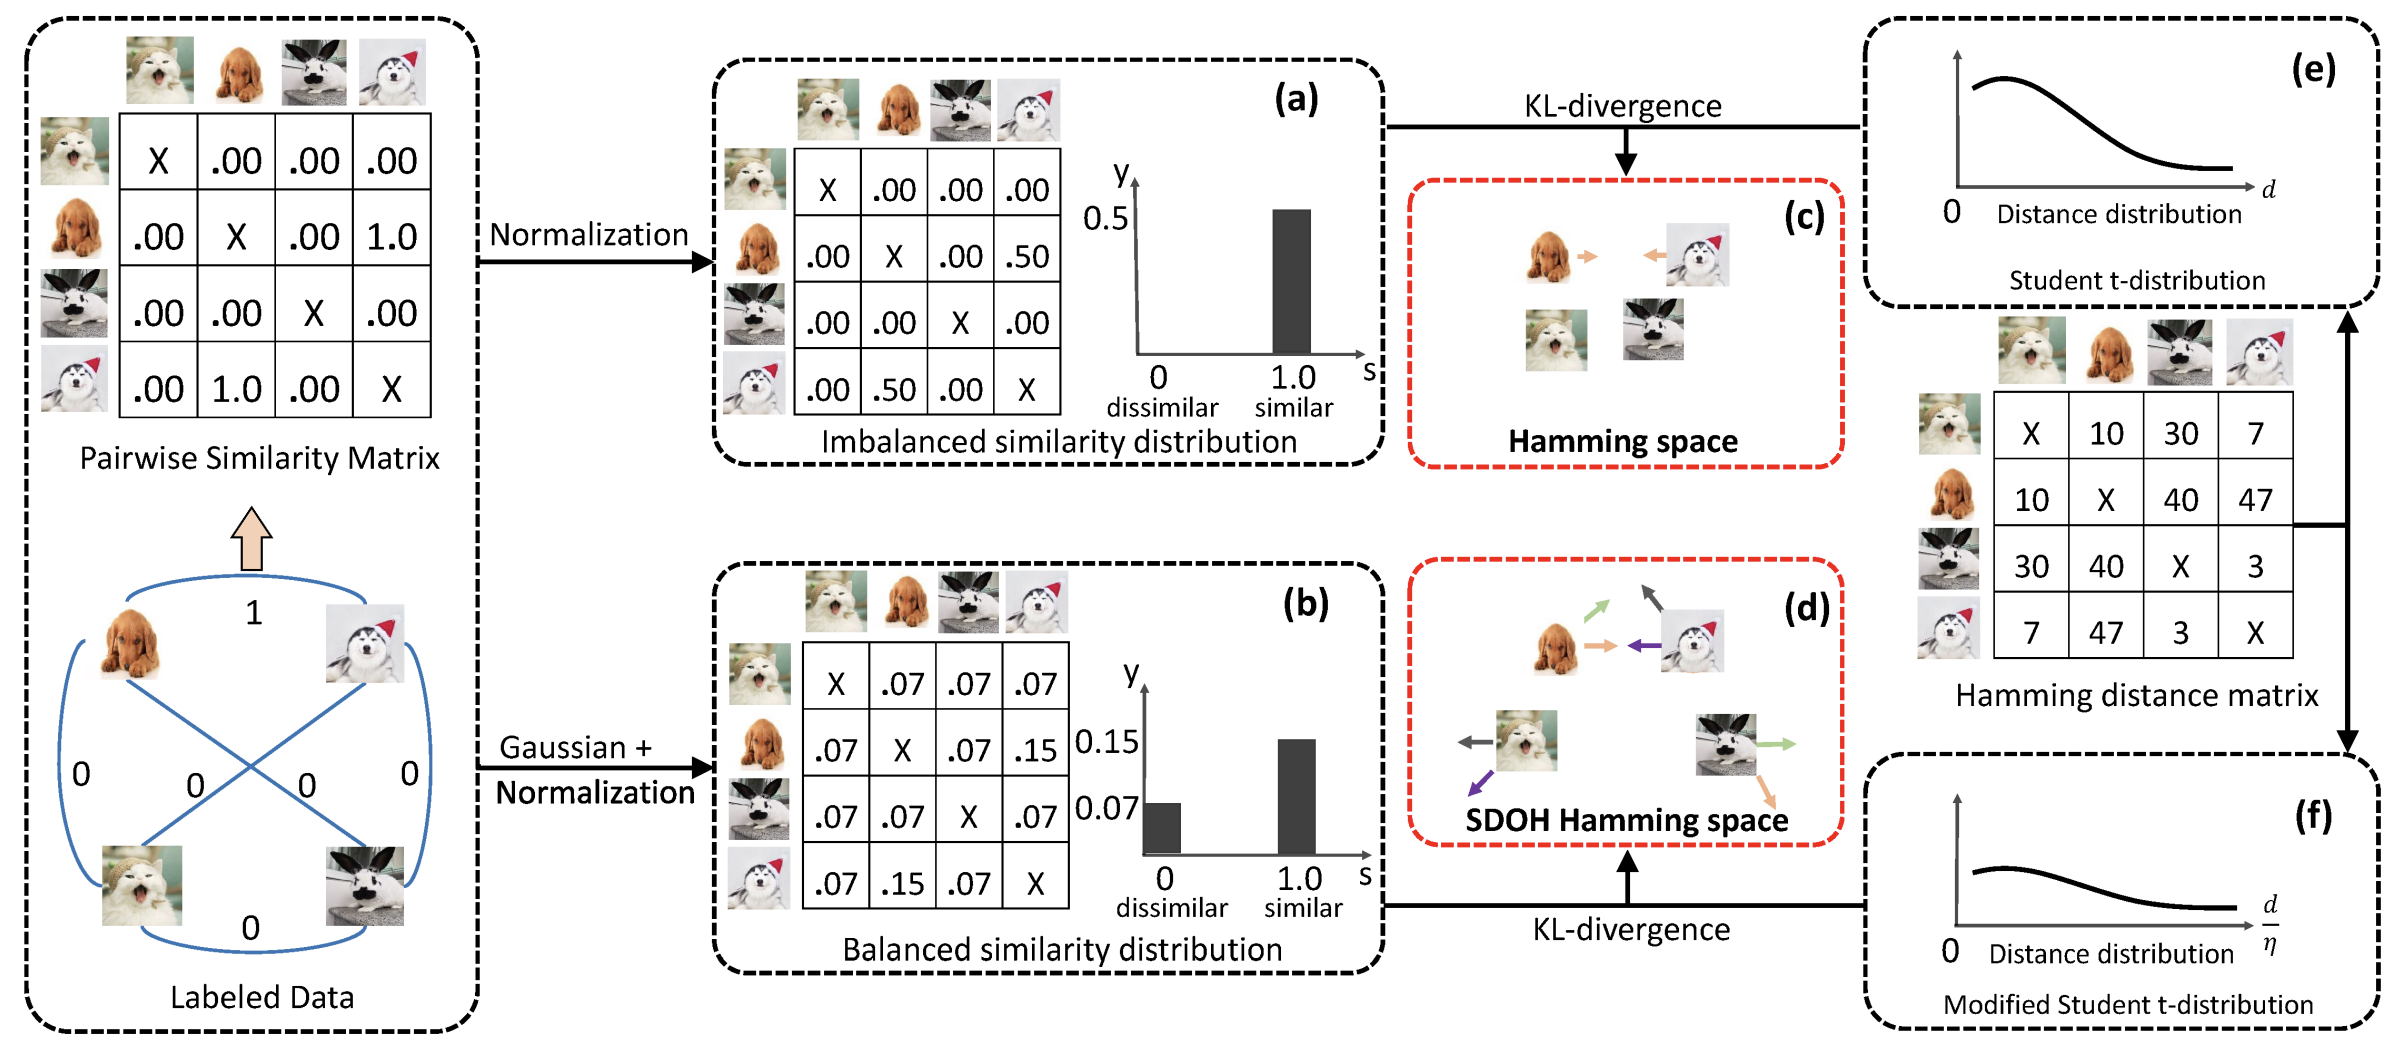 X .00 .00 .00
.00 X .00 1.0
.00 .00 X .00
.00 1.0 .00 X
Pairwise Similarity Matrix
1
0 0 0 0
0
Labeled Data
Normalization
Gaussian +
Normalization
(a)
X .00 .00 .00
.00 X .00 .50
.00 .00 X .00
.00 .50 .00 X
y
0.5
0 1.0 s
dissimilar similar
Imbalanced similarity distribution
(b)
X .07 .07 .07
.07 X .07 .15
.07 .07 X .07
.07 .15 .07 X
y
0.15
0.07
0 1.0 s
dissimilar similar
Balanced similarity distribution
KL-divergence
(c)
Hamming space
(d)
SDOH Hamming space
KL-divergence
(e)
d
0 Distance distribution
Student t-distribution
X 10 30 7
10 X 40 47
30 40 X 3
7 47 3 X
Hamming distance matrix
(f)
d
η
0 Distance distribution
Modified Student t-distribution